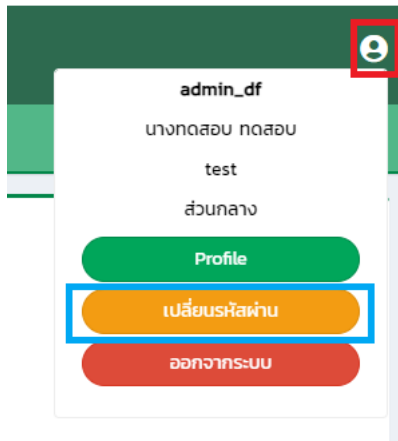 admin_df
นางทดสอบ ทดสอบ
test
ส่วนกลาง
Profile
เปลี่ยนรหัสผ่าน
ออกจากระบบ